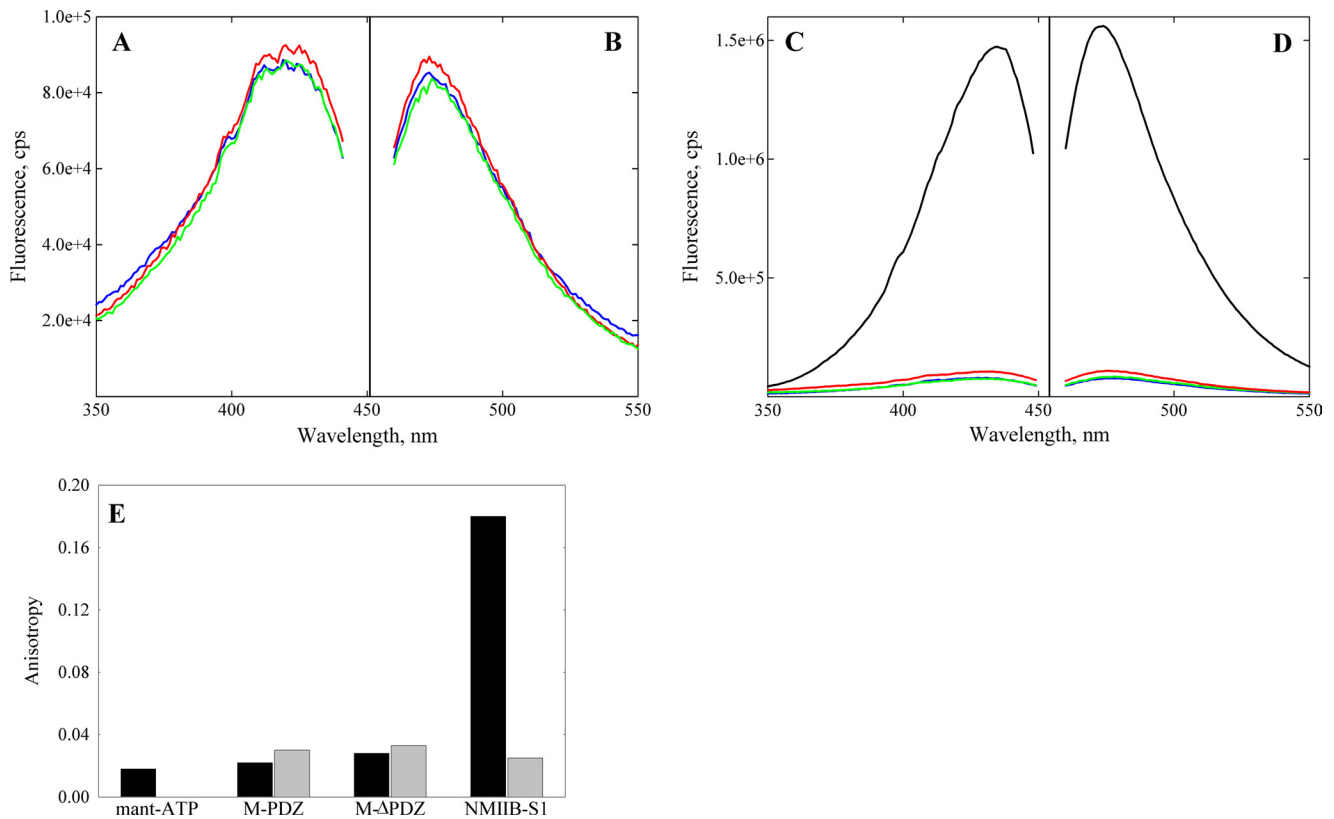 A
B
1.0e+5
8.0e+4
6.0e+4
4.0e+4
2.0e+4
Fluorescence, cps
350
400
450
500
550
Wavelength, nm
C
D
1.5e+6
1.0e+6
5.0e+5
Fluorescence, cps
350
400
450
500
550
Wavelength, nm
E
0.20
0.16
0.12
0.08
0.04
0.00
Anisotropy
mant-ATP
M-PDZ
M-ΔPDZ
NMIIB-S1